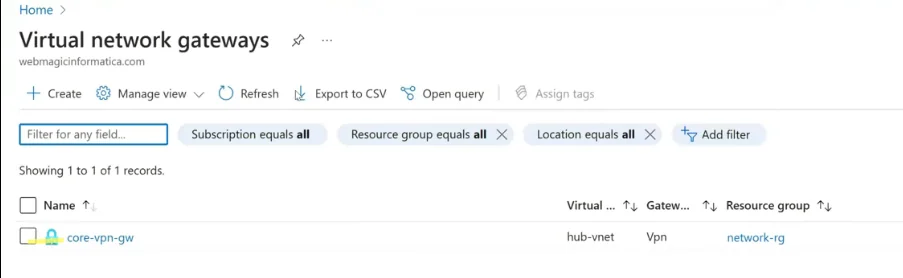 Home >
Virtual network gateways ...
webmagicinformatica.com
+ Create Manage view Refresh Export to CSV Open query Assign tags
Filter for any field... Subscription equals all Resource group equals all × Location equals all × Add filter
Showing 1 to 1 of 1 records.
Name ↑↓ Virtual ... ↑↓ Gatew... ↑↓ Resource group ↑↓
core-vpn-gw hub-vnet Vpn network-rg